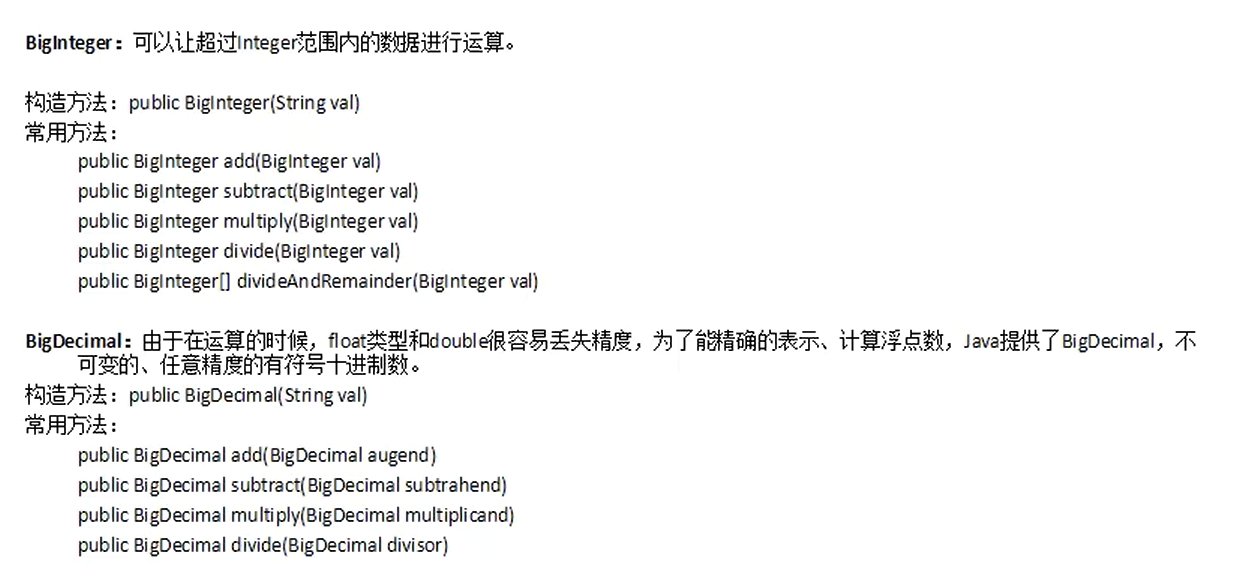 BigInteger：可以让超过Integer范围内的数据进行运算。
构造方法：public BigInteger(String val)
常用方法：
public BigInteger add(BigInteger val)
public BigInteger subtract(BigInteger val)
public BigInteger multiply(BigInteger val)
public BigInteger divide(BigInteger val)
public BigInteger[] divideAndRemainder(BigInteger val)
BigDecimal：由于在运算的时候，float类型和double很容易丢失精度，为了能精确的表示、计算浮点数，Java提供了BigDecimal，不
可变的、任意精度的有符号十进制数。
构造方法：public BigDecimal(String val)
常用方法：
public BigDecimal add(BigDecimal augend)
public BigDecimal subtract(BigDecimal subtrahend)
public BigDecimal multiply(BigDecimal multiplicand)
public BigDecimal divide(BigDecimal divisor)